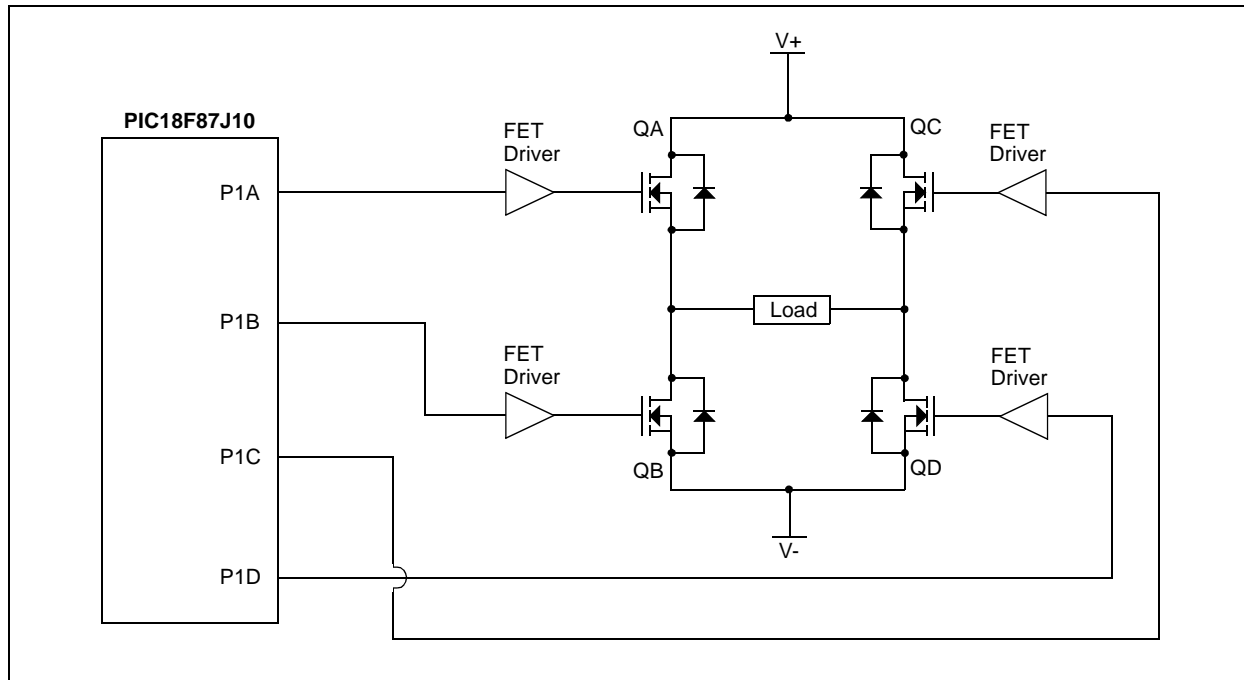 V+
PIC18F87J10
FET
Driver
QA
QC
FET
Driver
P1A
P1B
Load
FET
Driver
FET
Driver
P1C
QB
QD
V-
P1D